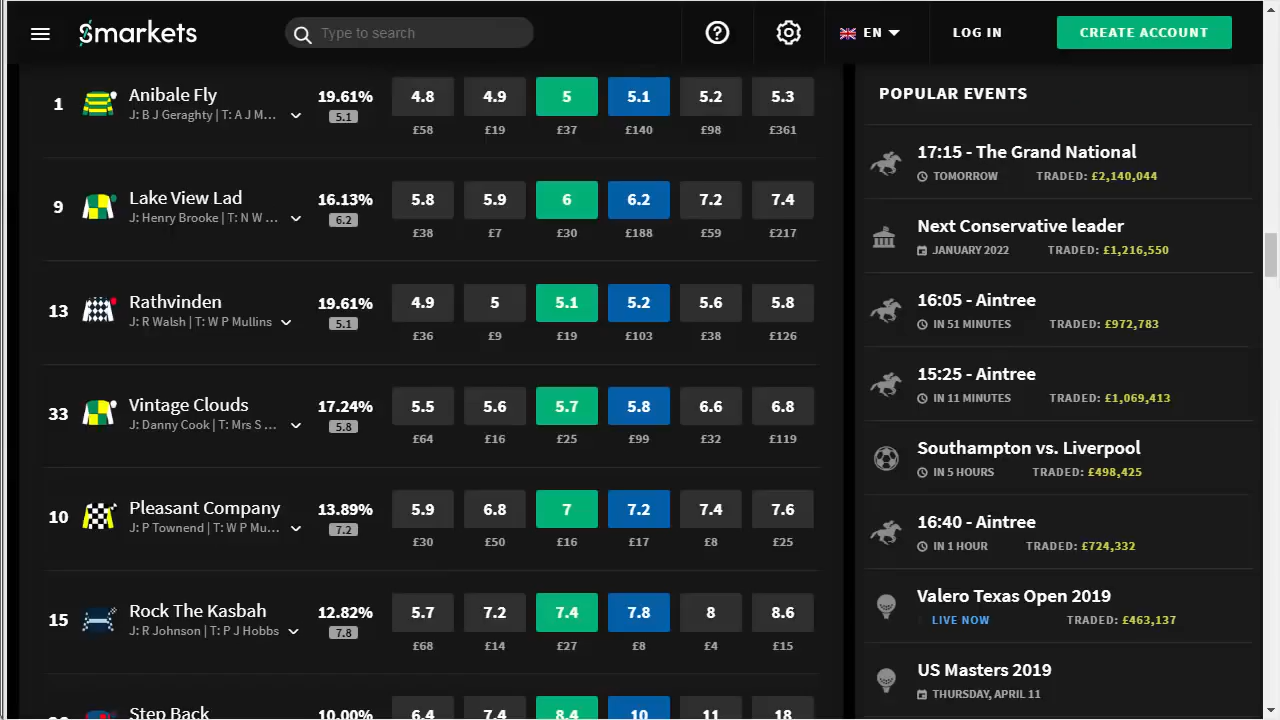 Smarkets
Type to search
EN
LOG IN
CREATE ACCOUNT
1
Anibale Fly
J: B J Geraghty | T: A J M...
19.61%
5.1
4.8 4.9 5 5.1 5.2 5.3
£58 £19 £37 £140 £98 £361
9
Lake View Lad
J: Henry Brooke | T: N W ...
16.13%
6.2
5.8 5.9 6 6.2 7.2 7.4
£38 £7 £30 £188 £59 £217
13
Rathvinden
J: R Walsh | T: W P Mullins
19.61%
5.1
4.9 5 5.1 5.2 5.6 5.8
£36 £9 £19 £103 £38 £126
33
Vintage Clouds
J: Danny Cook | T: Mrs S ...
17.24%
5.8
5.5 5.6 5.7 5.8 6.6 6.8
£64 £16 £25 £99 £32 £119
10
Pleasant Company
J: P Townend | T: W P Mu...
13.89%
7.2
5.9 6.8 7 7.2 7.4 7.6
£30 £50 £16 £17 £8 £25
15
Rock The Kasbah
J: R Johnson | T: P J Hobbs
12.82%
7.8
5.7 7.2 7.4 7.8 8 8.6
£68 £14 £27 £8 £4 £15
Step Back
10.00%
6.4 7.4 8.4 10 11 18
POPULAR EVENTS
17:15 - The Grand National
TOMORROW TRADED: £2,140,044
Next Conservative leader
JANUARY 2022 TRADED: £1,216,550
16:05 - Aintree
IN 51 MINUTES TRADED: £972,783
15:25 - Aintree
IN 11 MINUTES TRADED: £1,069,413
Southampton vs. Liverpool
IN 5 HOURS TRADED: £498,425
16:40 - Aintree
IN 1 HOUR TRADED: £724,332
Valero Texas Open 2019
LIVE NOW TRADED: £463,137
US Masters 2019
THURSDAY, APRIL 11